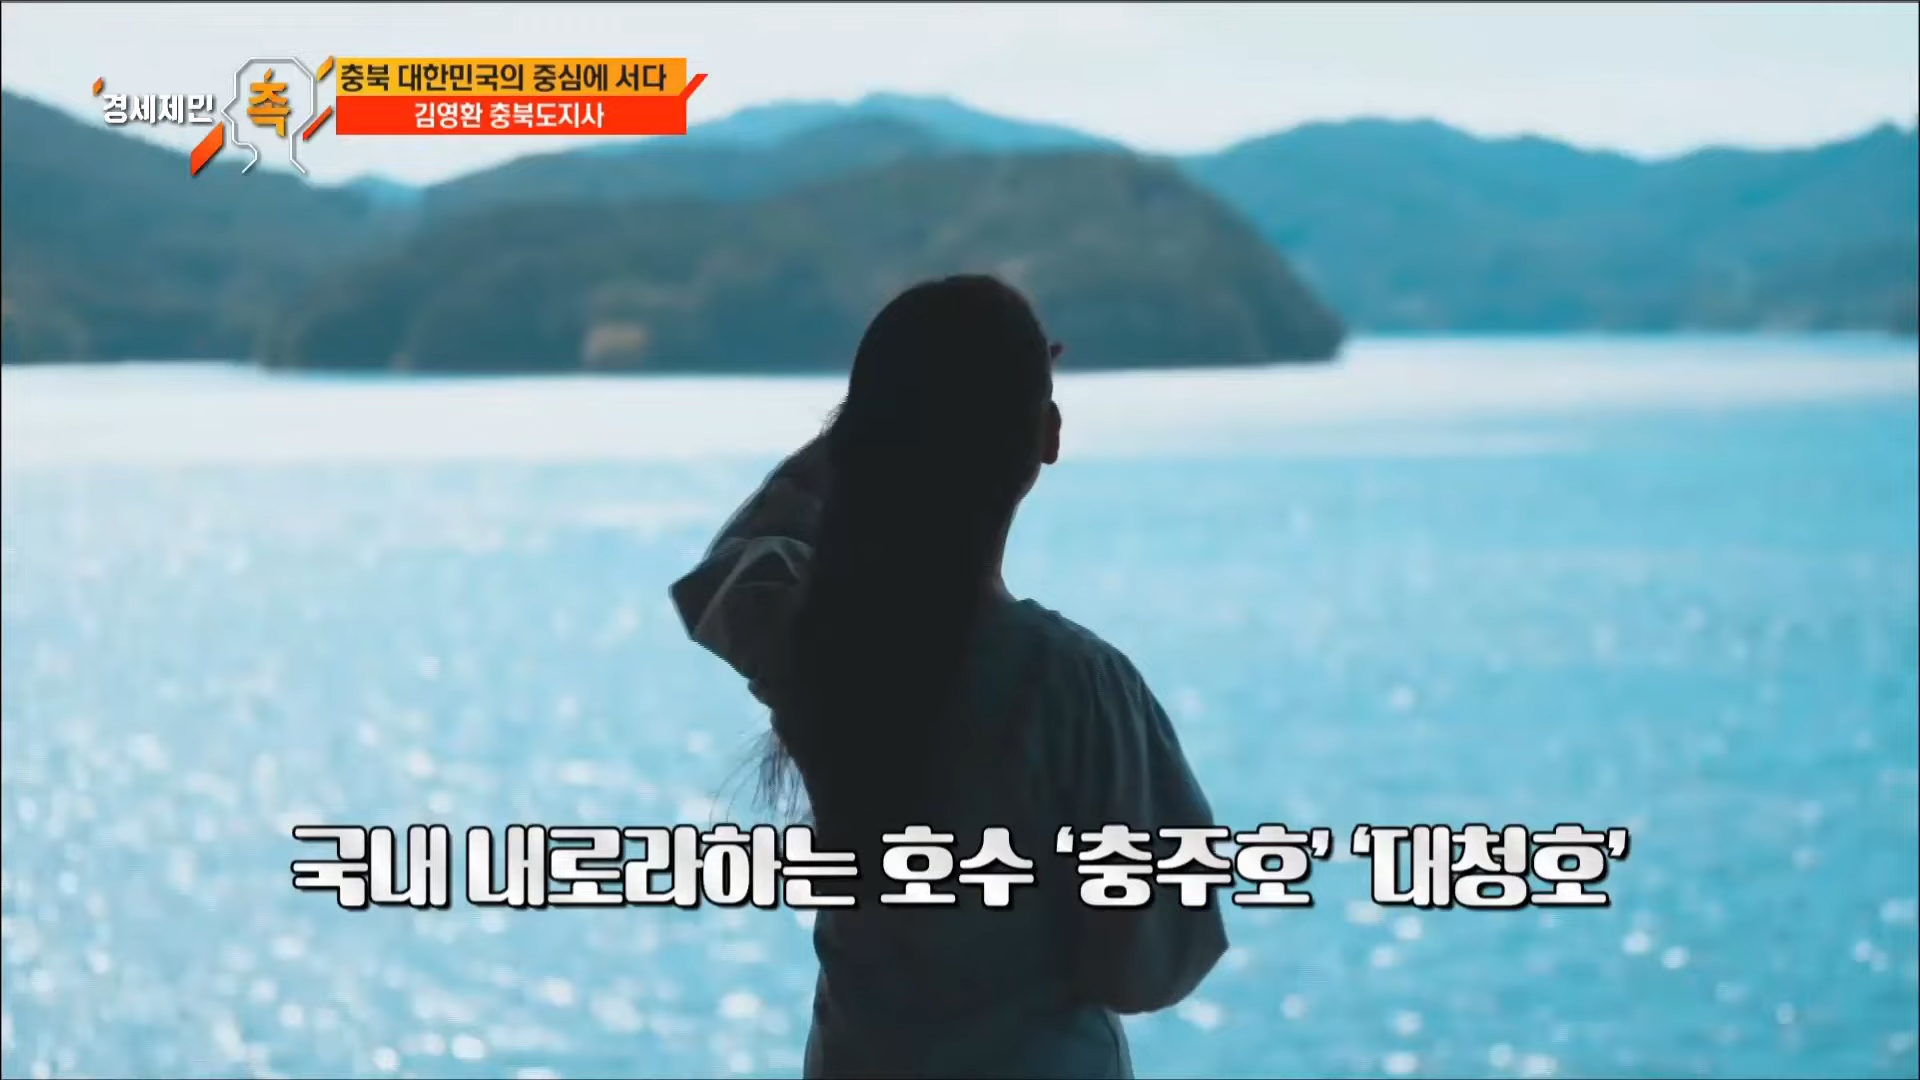 경세제민 촉
충북 대한민국의 중심에 서다
김영환 충북도지사
국내 내로라하는 호수 ‘충주호’ ‘대청호’